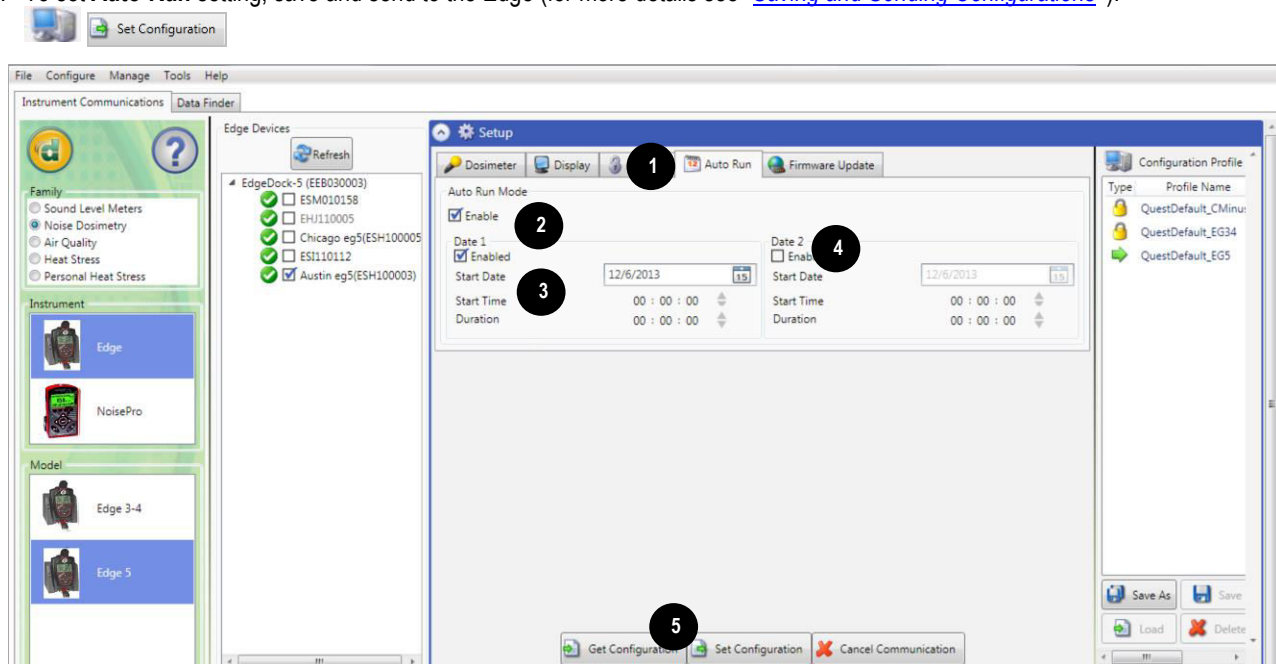 To set Auto-Run setting, save and send to the Edge (for more details see "Saving and Sending Configurations").
Set Configuration
File Configure Manage Tools Help
Instrument Communications Data Finder
Family
Sound Level Meters
Noise Dosimetry
Air Quality
Heat Stress
Personal Heat Stress
Instrument
Edge
NoisePro
Model
Edge 3-4
Edge 5
Edge Devices
Refresh
EdgeDock-5 (EEB030003)
ESM010158
EHJ110005
Chicago eg5(ESH100005
ESI110112
Austin eg5(ESH100003)
Setup
Dosimeter Display 1 Auto Run Firmware Update
Auto Run Mode
Enable 2
Date 1
Enabled
Start Date 12/6/2013 15
3
Start Time 00 : 00 : 00
Duration 00 : 00 : 00
Date 2 4
Enab
Start Date 12/6/2013 15
Start Time 00 : 00 : 00
Duration 00 : 00 : 00
5
Get Configuration Set Configuration Cancel Communication
Configuration Profile
Type Profile Name
QuestDefault_CMinu
QuestDefault_EG34
QuestDefault_EG5
Save As Save
Load Delete